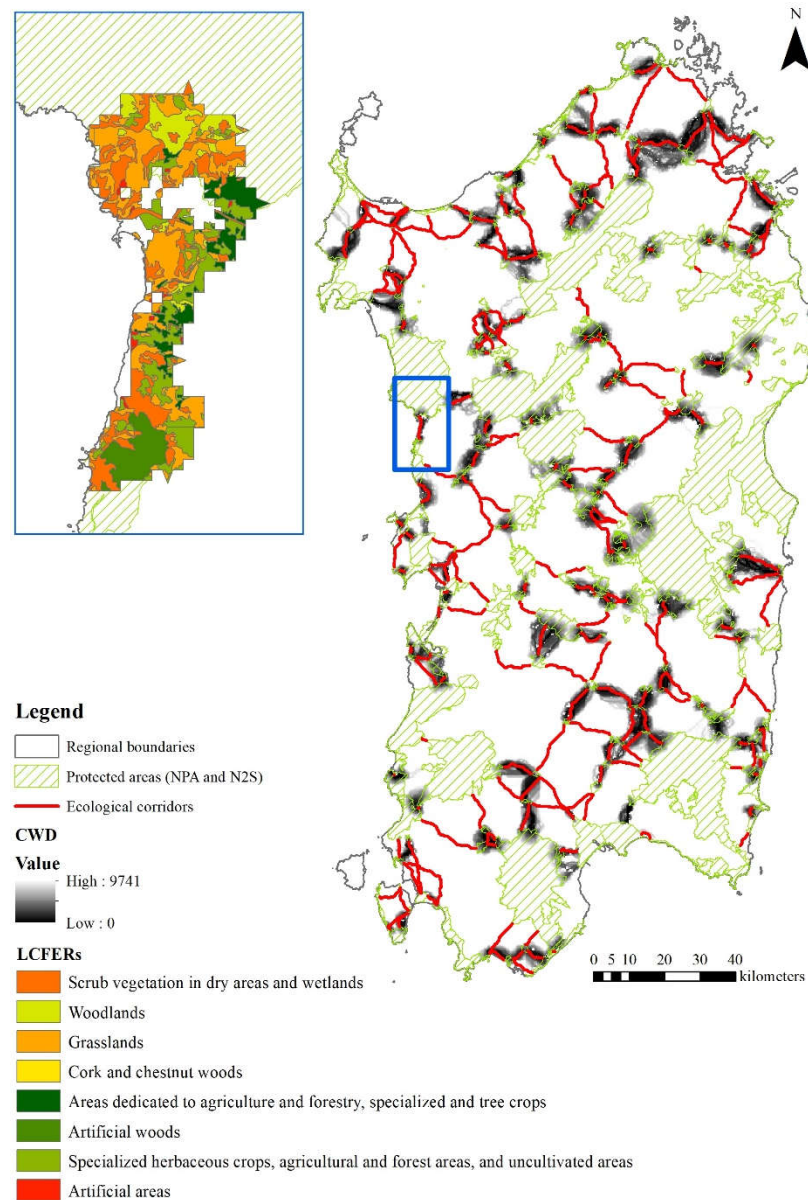 N
Legend
Regional boundaries
Protected areas (NPA and N2S)
Ecological corridors
CWD
Value
High : 9741
Low : 0
LCFERs
Scrub vegetation in dry areas and wetlands
Woodlands
Grasslands
Cork and chestnut woods
Areas dedicated to agriculture and forestry, specialized and tree crops
Artificial woods
Specialized herbaceous crops, agricultural and forest areas, and uncultivated areas
Artificial areas
0 5 10 20 30 40
kilometers